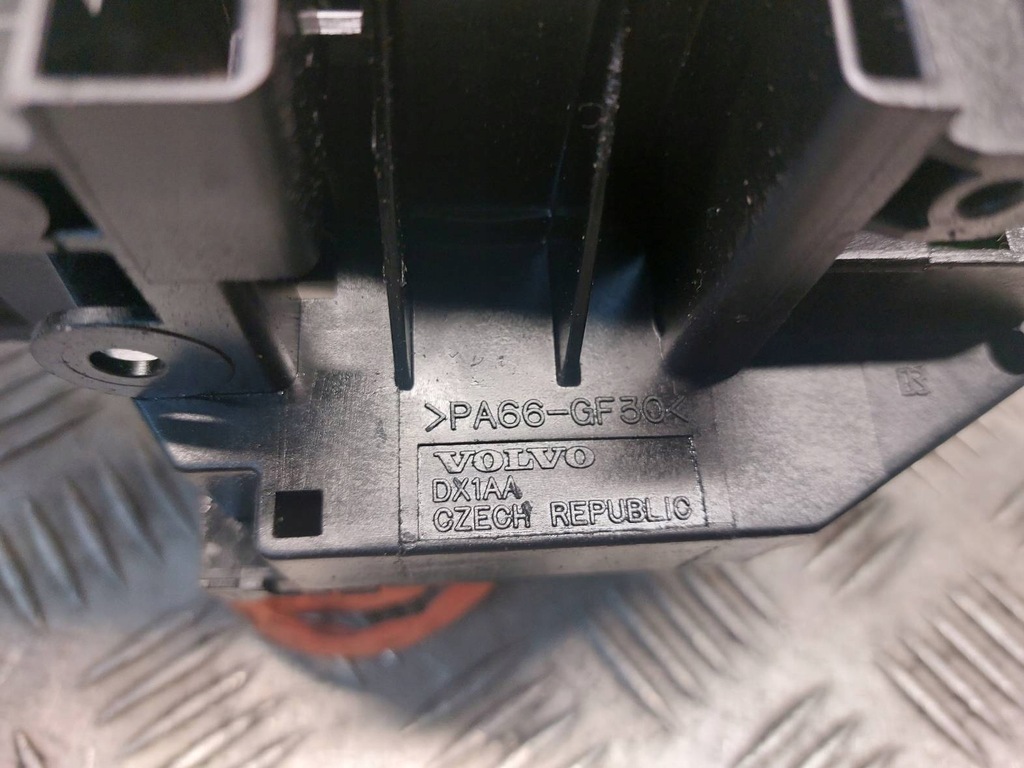 >PA66-GF30<
VOLVO
DX1AA
CZECH REPUBLIC